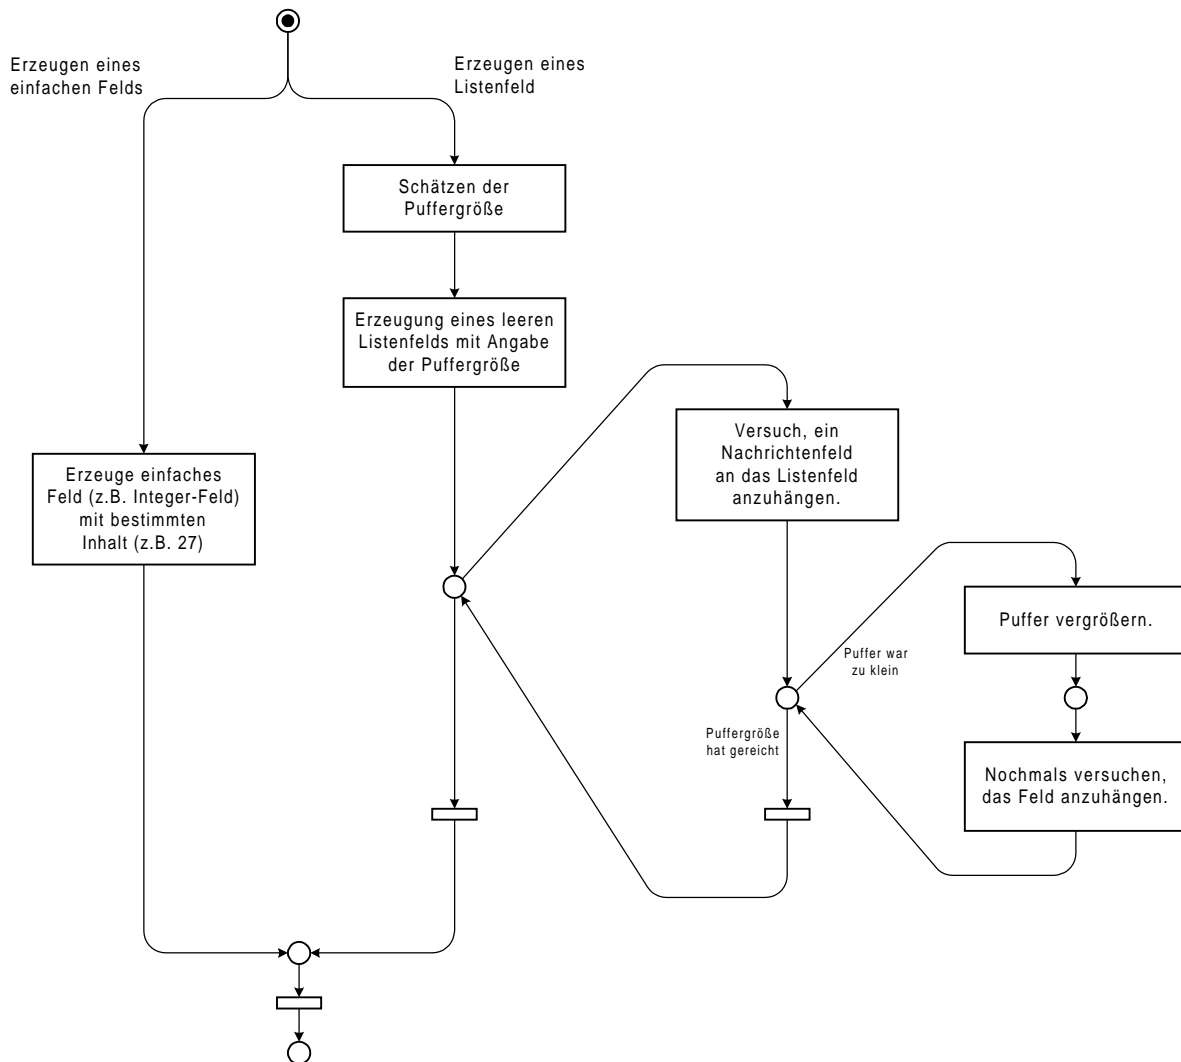 Erzeugen eines
einfachen Felds
Erzeugen eines
Listenfeld
Schätzen der
Puffergröße
Erzeugung eines leeren
Listenfelds mit Angabe
der Puffergröße
Versuch, ein
Nachrichtenfeld
an das Listenfeld
anzuhängen.
Erzeuge einfaches
Feld (z.B. Integer-Feld)
mit bestimmten
Inhalt (z.B. 27)
Puffer vergrößern.
Puffer war
zu klein
Puffergröße
hat gereicht
Nochmals versuchen,
das Feld anzuhängen.